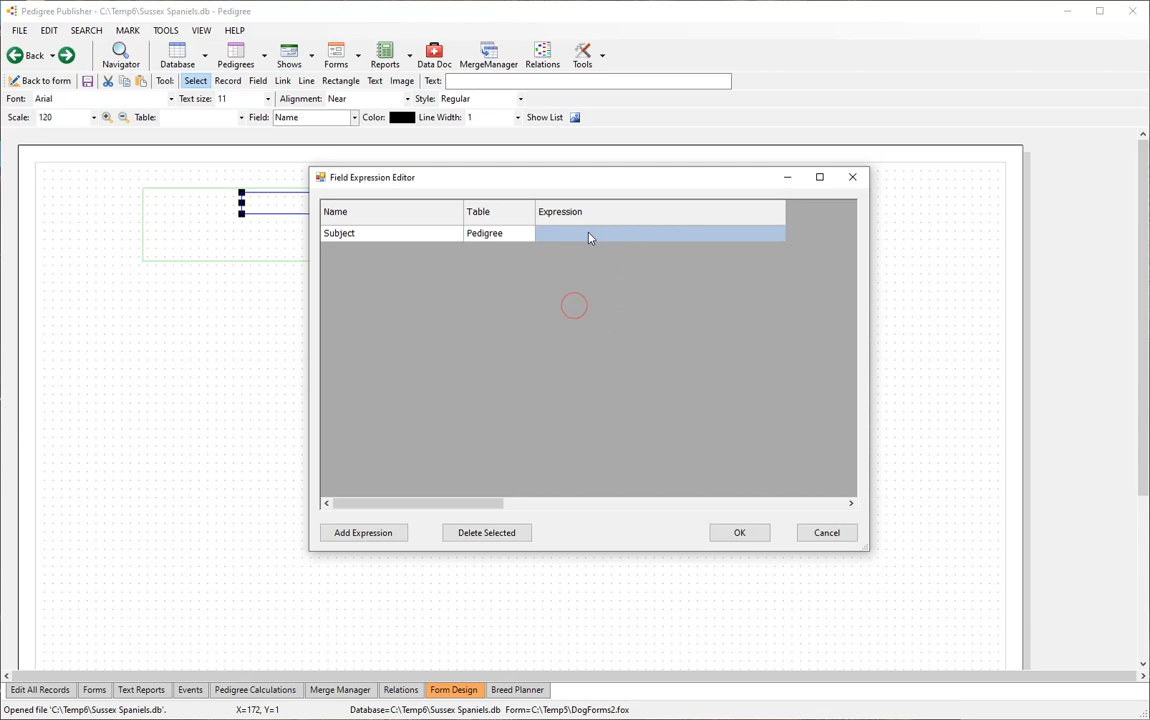 Pedigree Publisher - C:\Temp6\Sussex Spaniels.db - Pedigree
FILE EDIT SEARCH MARK TOOLS VIEW HELP
Back Navigator Database Pedigrees Shows Forms Reports Data Doc MergeManager Relations Tools
Back to form Tool: Select Record Field Link Line Rectangle Text Image Text:
Font: Arial Text size: 11 Alignment: Near Style: Regular
Scale: 120 Table: Field: Name Color: Line Width: 1 Show List
Field Expression Editor
Name Table Expression
Subject Pedigree
Add Expression Delete Selected OK Cancel
Edit All Records Forms Text Reports Events Pedigree Calculations Merge Manager Relations Form Design Breed Planner
Opened file 'C:\Temp6\Sussex Spaniels.db'. X=172, Y=1 Database=C:\Temp6\Sussex Spaniels.db Form=C:\Temp5\DogForms2.fox